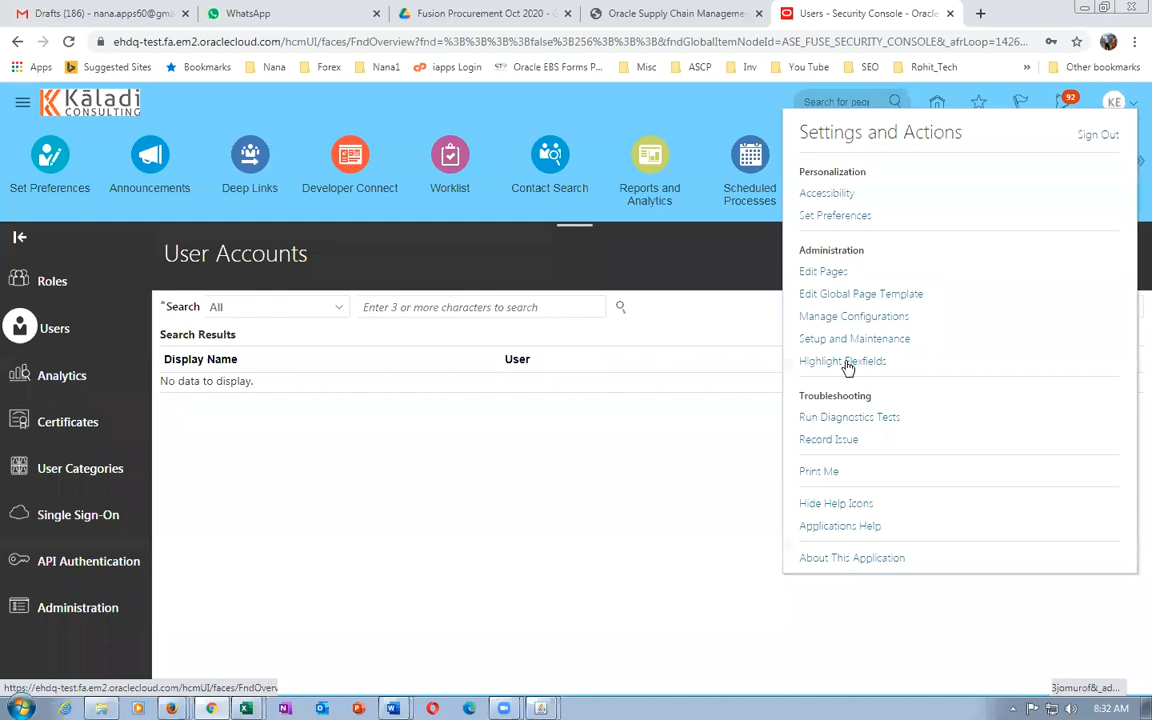 Drafts (186) - nana.apps60@gma
WhatsApp
Fusion Procurement Oct 2020 -
Oracle Supply Chain Manageme
Users - Security Console - Oracle
ehdq-test.fa.em2.oraclecloud.com/hcmUI/faces/FndOverview?fnd=%3B%3B%3B%3Bfalse%3B256%3B%3B%3B&fndGlobalItemNodeId=ASE_FUSE_SECURITY_CONSOLE&_afrLoop=1426...
Apps
Suggested Sites
Bookmarks
Nana
Forex
Nana1
iapps Login
Oracle EBS Forms P...
Misc
ASCP
Inv
You Tube
SEO
Rohit_Tech
»
Other bookmarks
Kaladi
CONSULTING
Search for peop
92
KE
Set Preferences
Announcements
Deep Links
Developer Connect
Worklist
Contact Search
Reports and
Analytics
Scheduled
Processes
Settings and Actions
Sign Out
Personalization
Accessibility
Set Preferences
Administration
Edit Pages
Edit Global Page Template
Manage Configurations
Setup and Maintenance
Highlight Flexfields
Troubleshooting
Run Diagnostics Tests
Record Issue
Print Me
Hide Help Icons
Applications Help
About This Application
Roles
Users
Analytics
Certificates
User Categories
Single Sign-On
API Authentication
Administration
User Accounts
*Search
All
Enter 3 or more characters to search
Search Results
Display Name
User
No data to display.
https://ehdq-test.fa.em2.oraclecloud.com/hcmUI/faces/FndOverv
3jomurof&_ad...
8:32 AM